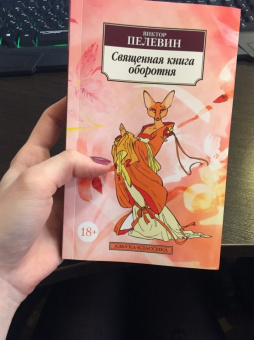 ВИКТОР
ПЕЛЕВИН
Священная книга
оборотня
18+
АЗБУКА-КЛАССИКА